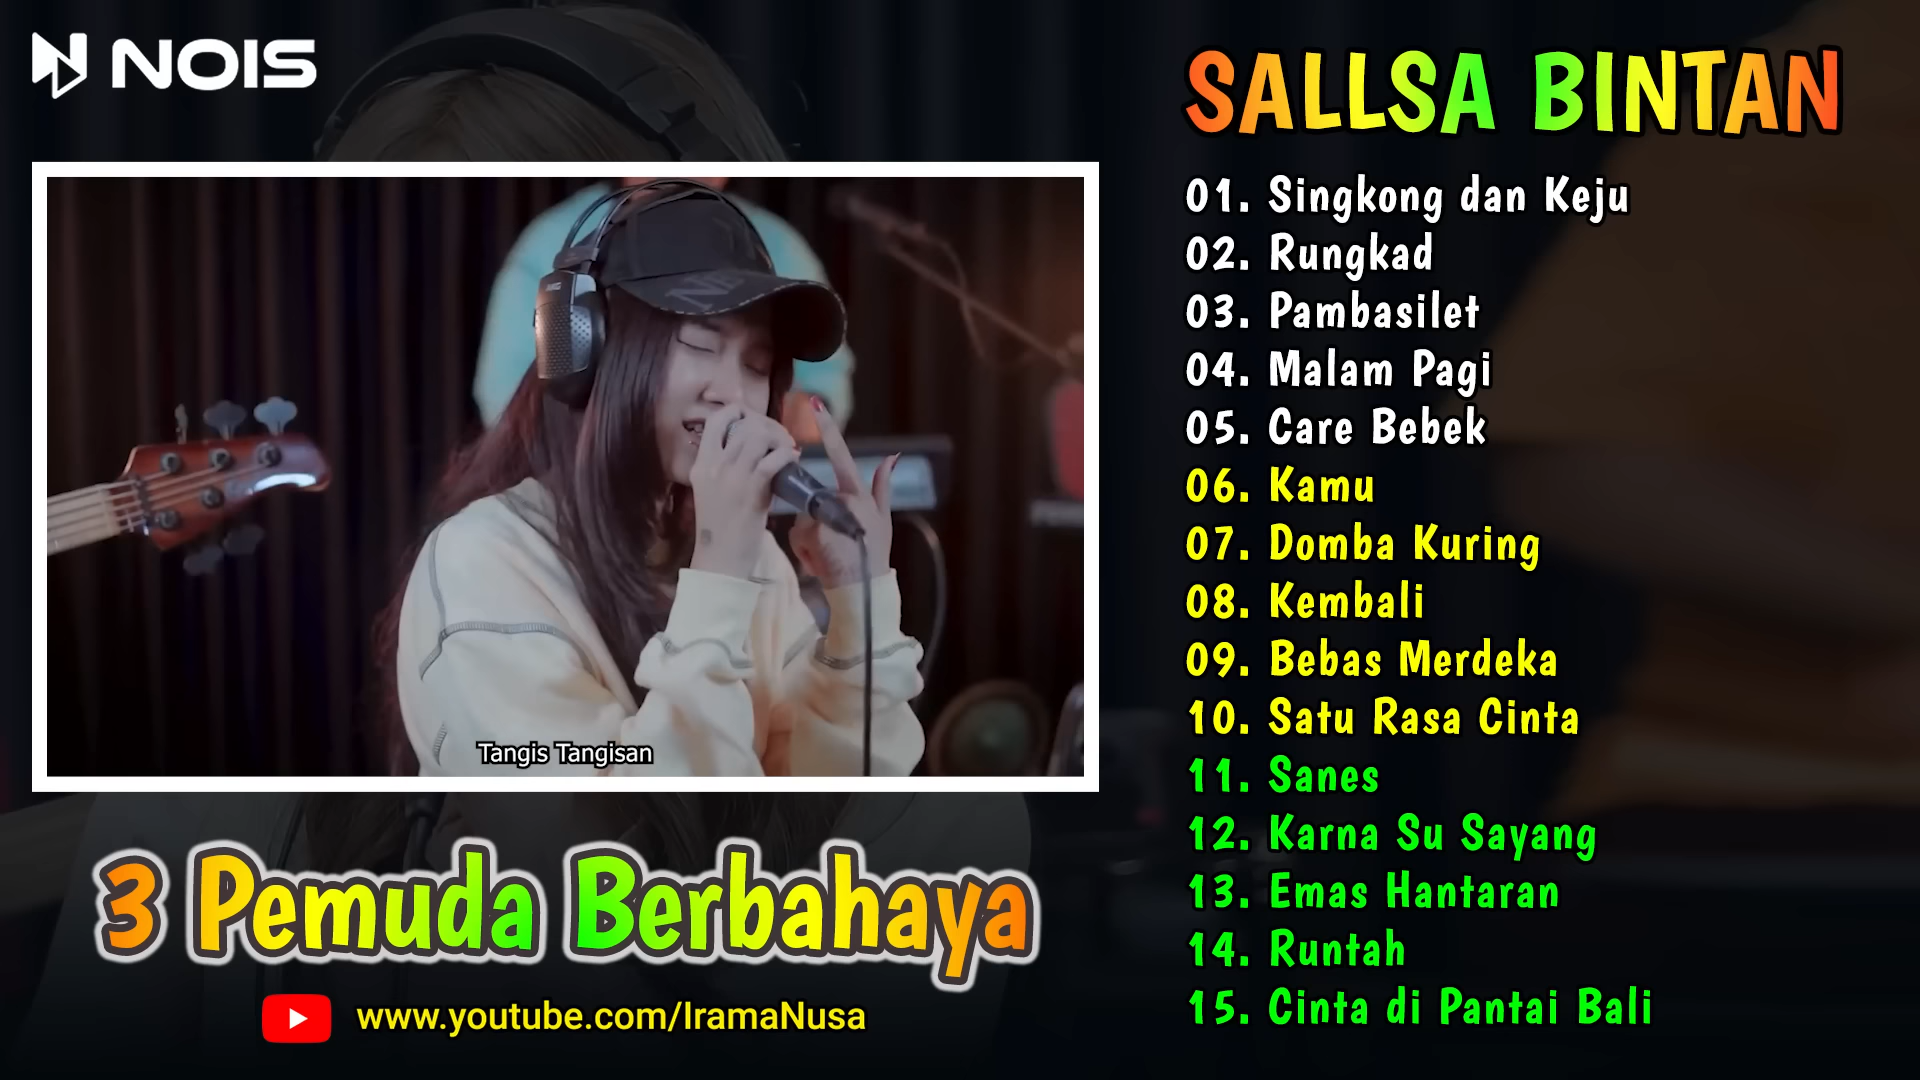 NOIS
SALLSA BINTAN
01. Singkong dan Keju
02. Rungkad
03. Pambasilet
04. Malam Pagi
05. Care Bebek
06. Kamu
07. Domba Kuring
08. Kembali
09. Bebas Merdeka
10. Satu Rasa Cinta
11. Sanes
12. Karna Su Sayang
13. Emas Hantaran
14. Runtah
15. Cinta di Pantai Bali
Tangis Tangisan
3 Pemuda Berbahaya
www.youtube.com/IramaNusa